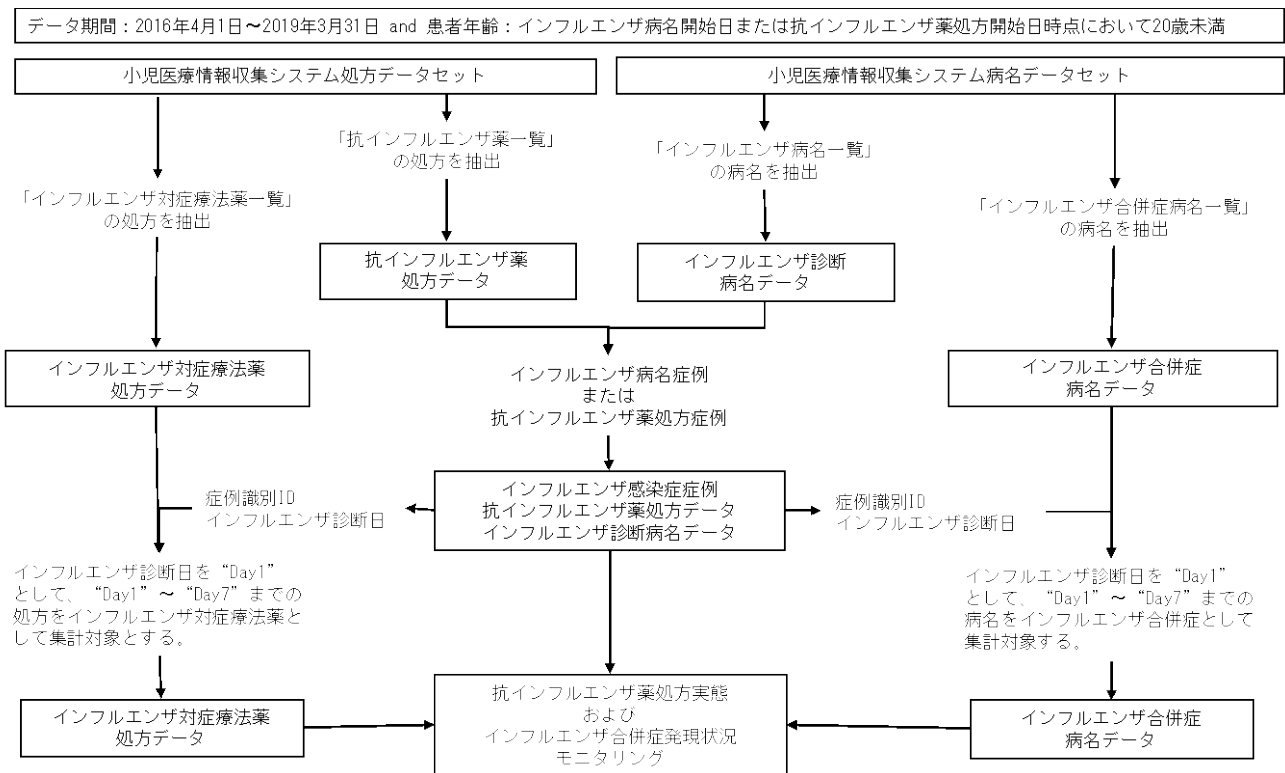 データ期間：2016年4月1日～2019年3月31日 and 患者年齢：インフルエンザ病名開始日または抗インフルエンザ薬処方開始日時点において20歳未満
小児医療情報収集システム処方データセット
小児医療情報収集システム病名データセット
「抗インフルエンザ薬一覧」
の処方を抽出
「インフルエンザ病名一覧」
の病名を抽出
「インフルエンザ対症療法薬一覧」
の処方を抽出
「インフルエンザ合併症病名一覧」
の病名を抽出
抗インフルエンザ薬
処方データ
インフルエンザ診断
病名データ
インフルエンザ対症療法薬
処方データ
インフルエンザ病名症例
または
抗インフルエンザ薬処方症例
インフルエンザ合併症
病名データ
症例識別ID
インフルエンザ診断日
インフルエンザ感染症症例
抗インフルエンザ薬処方データ
インフルエンザ診断病名データ
症例識別ID
インフルエンザ診断日
インフルエンザ診断日を“Day1”
として、“Day1”～“Day7”までの
処方をインフルエンザ対症療法薬と
して集計対象とする。
インフルエンザ診断日を“Day1”
として、“Day1”～“Day7”までの
病名をインフルエンザ合併症として
集計対象する。
インフルエンザ対症療法薬
処方データ
抗インフルエンザ薬処方実態
および
インフルエンザ合併症発現状況
モニタリング
インフルエンザ合併症
病名データ